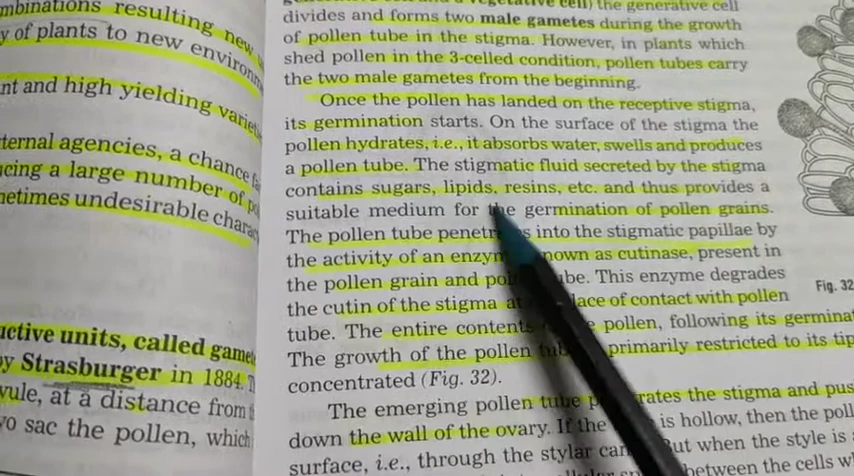 mbinations resulting new
y of plants to new environ
nt and high yielding variet
ternal agencies, a chance
cing a large number of
netimes undesirable charac
active units, called game
by Strasburger in 1884.
vule, at a distance from
vo sac the pollen, which
the generative cell
divides and forms two male gametes during the growth
of pollen tube in the stigma. However, in plants which
shed pollen in the 3-celled condition, pollen tubes carry
the two male gametes from the beginning.
Once the pollen has landed on the receptive stigma,
its germination starts. On the surface of the stigma the
pollen hydrates, i.e., it absorbs water, swells and produces
a pollen tube. The stigmatic fluid secreted by the stigma
contains sugars, lipids, resins, etc. and thus provides a
suitable medium for the germination of pollen grains.
The pollen tube penetr s into the stigmatic papillae by
the activity of an enzym nown as cutinase, present in
the pollen grain and pol ube. This enzyme degrades
the cutin of the stigma at lace of contact with pollen
tube. The entire contents pollen, following its germinat
The growth of the pollen tub primarily restricted to its tip
concentrated (Fig. 32).
The emerging pollen tube p rates the stigma and pus
down the wall of the ovary. If the is hollow, then the poll
surface, i.e., through the stylar can But when the style is
between the cells
Fig. 32